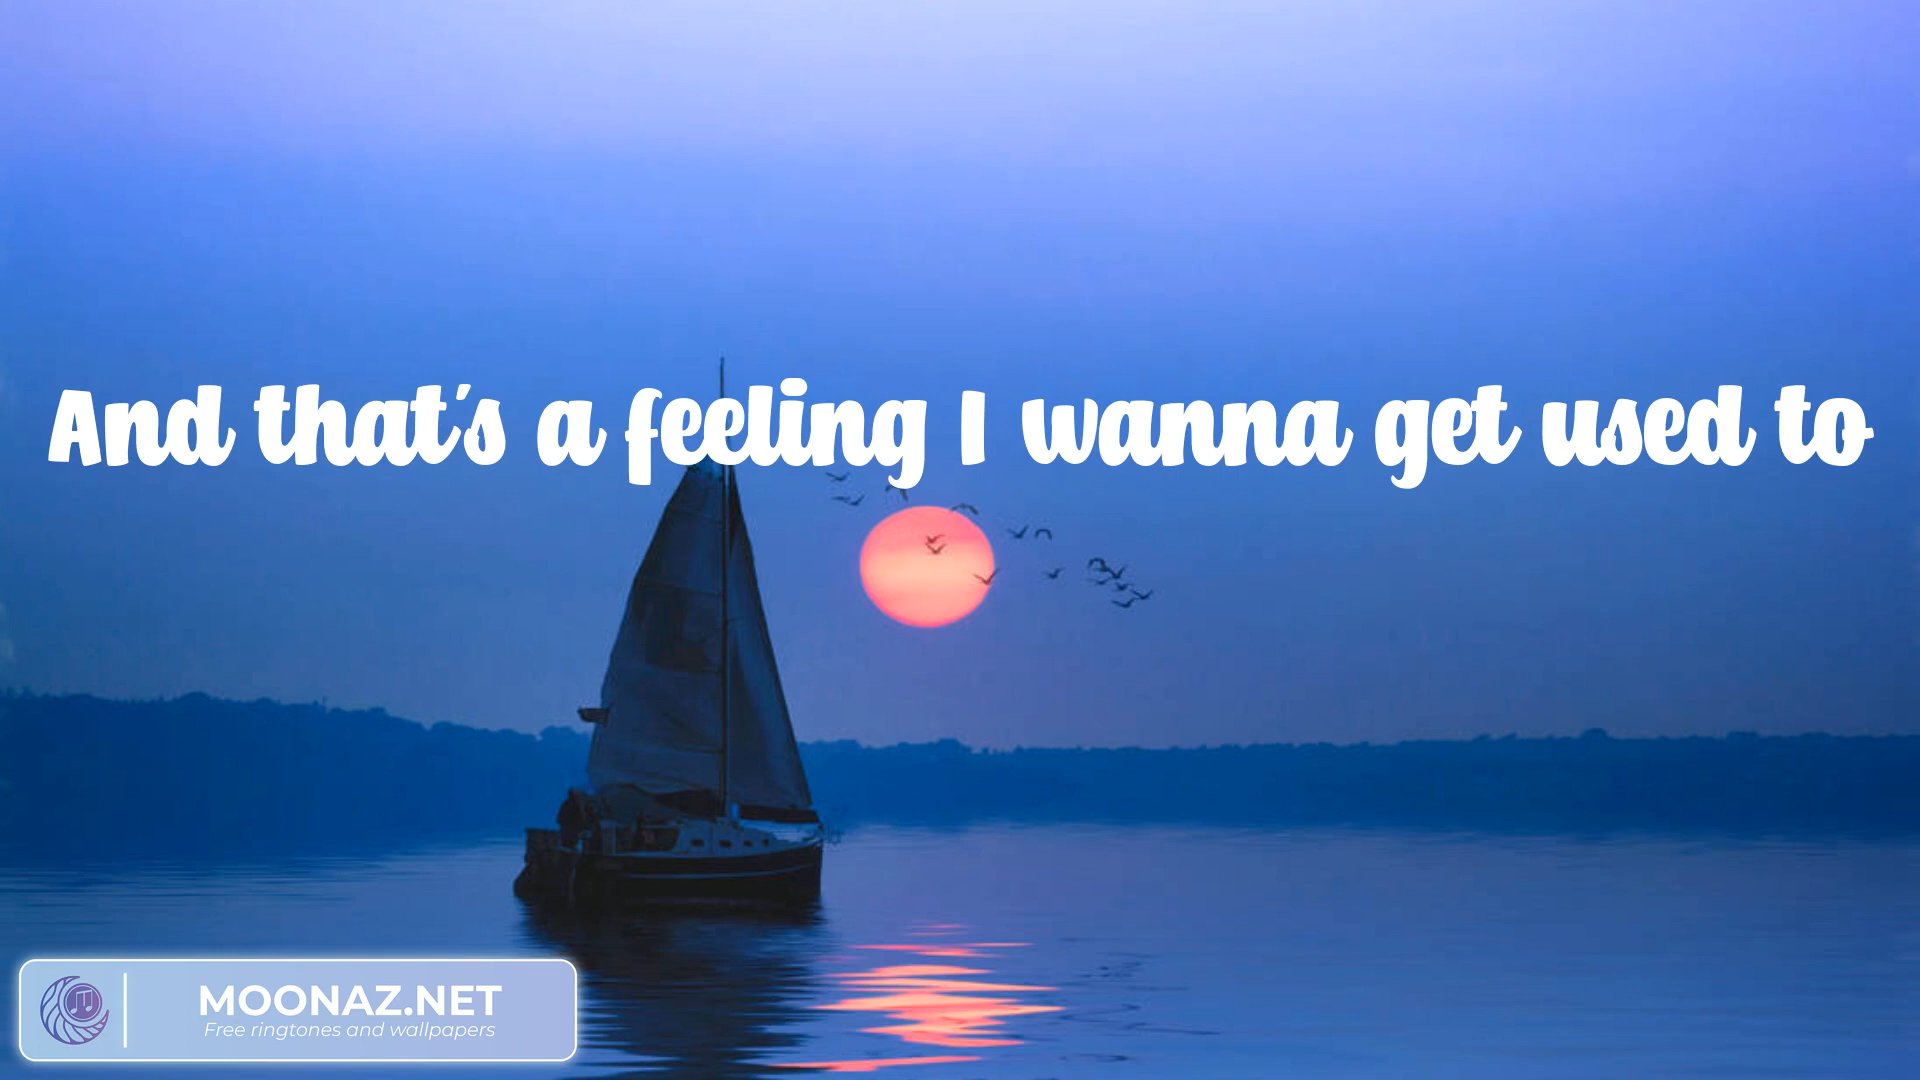 And that's a feeling I wanna get used to
MOONAZ.NET
Free ringtones and wallpapers